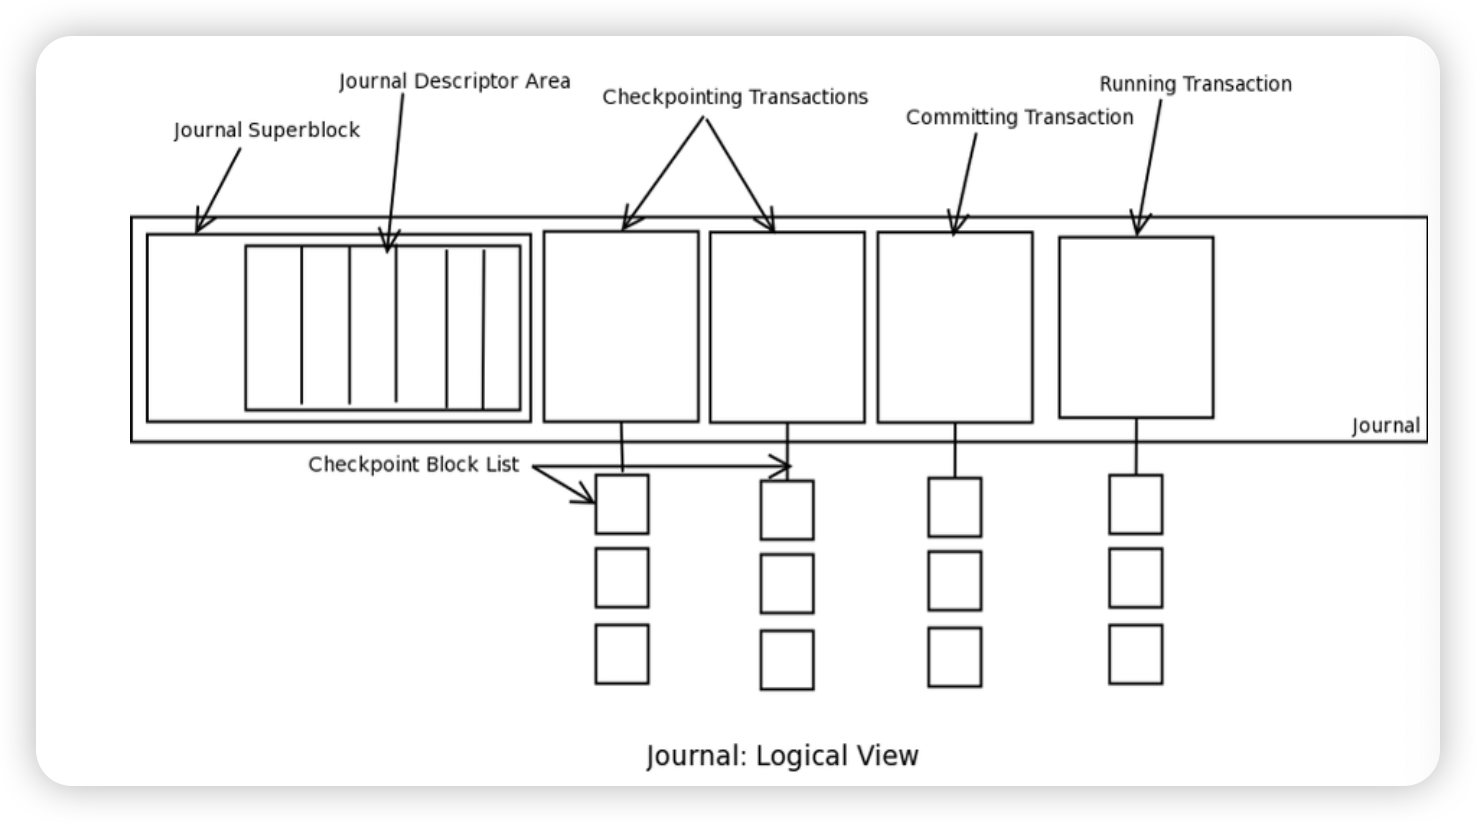 Journal Descriptor Area
Checkpointing Transactions
Running Transaction
Committing Transaction
Journal Superblock
Journal
Checkpoint Block List
Journal: Logical View